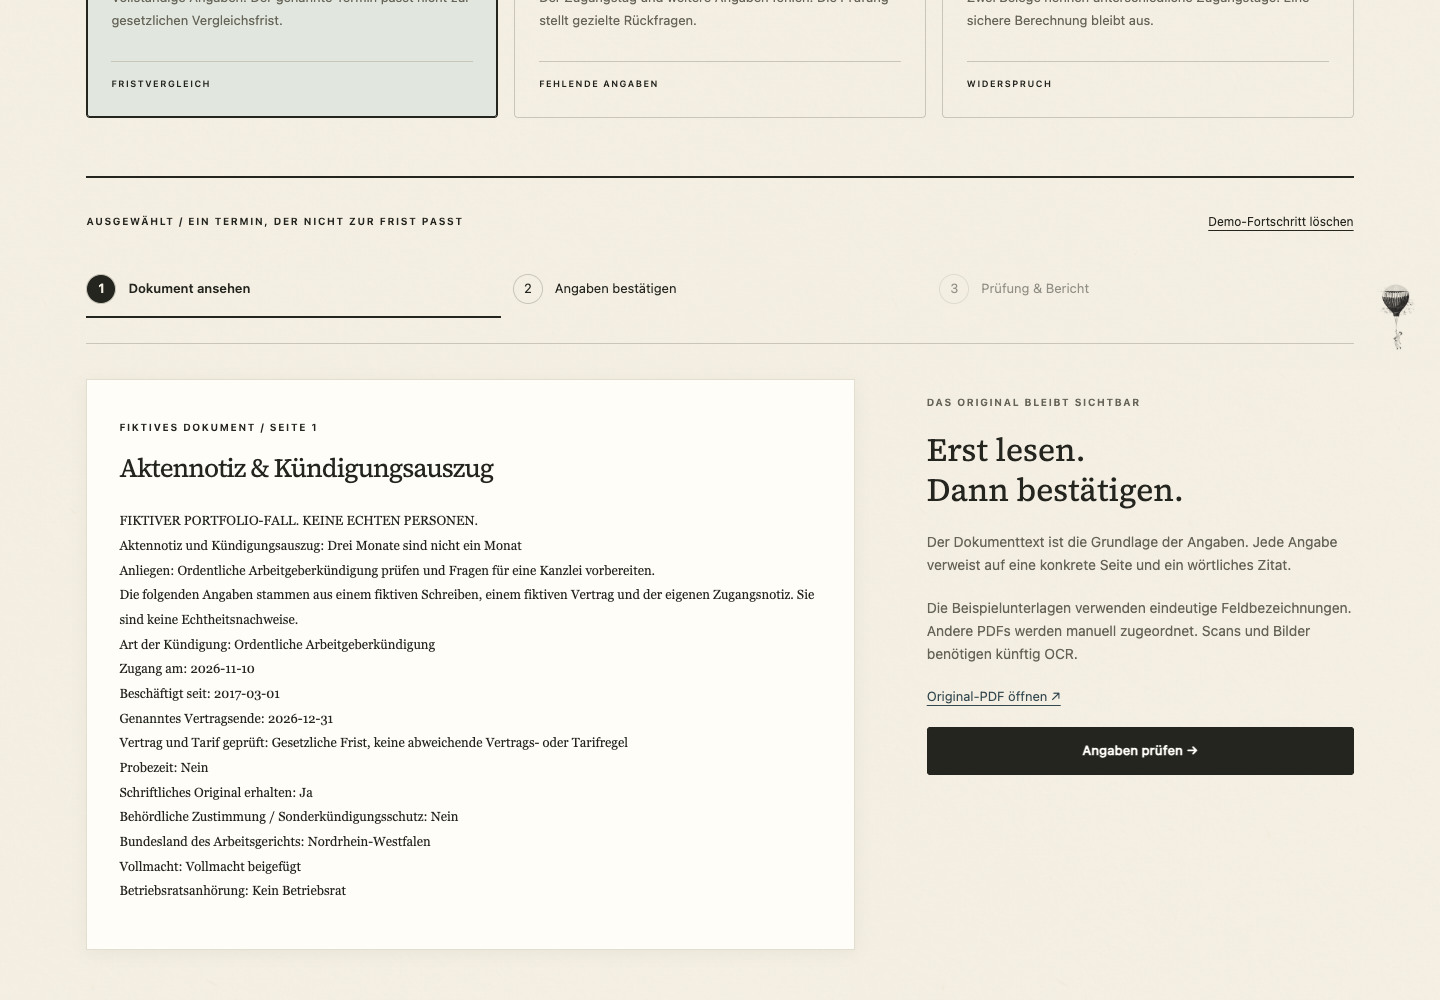 gesetzlichen Vergleichsfrist.
FRISTVERGLEICH
stellt gezielte Rückfragen.
FEHLENDE ANGABEN
sichere Berechnung bleibt aus.
WIDERSPRUCH
AUSGEWÄHLT / EIN TERMIN, DER NICHT ZUR FRIST PASST
Demo-Fortschritt löschen
1 Dokument ansehen
2 Angaben bestätigen
3 Prüfung & Bericht
FIKTIVES DOKUMENT / SEITE 1
Aktennotiz & Kündigungsauszug
FIKTIVER PORTFOLIO-FALL. KEINE ECHTEN PERSONEN.
Aktennotiz und Kündigungsauszug: Drei Monate sind nicht ein Monat
Anliegen: Ordentliche Arbeitgeberkündigung prüfen und Fragen für eine Kanzlei vorbereiten.
Die folgenden Angaben stammen aus einem fiktiven Schreiben, einem fiktiven Vertrag und der eigenen Zugangsnotiz. Sie
sind keine Echtheitsnachweise.
Art der Kündigung: Ordentliche Arbeitgeberkündigung
Zugang am: 2026-11-10
Beschäftigt seit: 2017-03-01
Genanntes Vertragsende: 2026-12-31
Vertrag und Tarif geprüft: Gesetzliche Frist, keine abweichende Vertrags- oder Tarifregel
Probezeit: Nein
Schriftliches Original erhalten: Ja
Behördliche Zustimmung / Sonderkündigungsschutz: Nein
Bundesland des Arbeitsgerichts: Nordrhein-Westfalen
Vollmacht: Vollmacht beigefügt
Betriebsratsanhörung: Kein Betriebsrat
DAS ORIGINAL BLEIBT SICHTBAR
Erst lesen.
Dann bestätigen.
Der Dokumenttext ist die Grundlage der Angaben. Jede Angabe
verweist auf eine konkrete Seite und ein wörtliches Zitat.
Die Beispielunterlagen verwenden eindeutige Feldbezeichnungen.
Andere PDFs werden manuell zugeordnet. Scans und Bilder
benötigen künftig OCR.
Original-PDF öffnen ↗
Angaben prüfen →